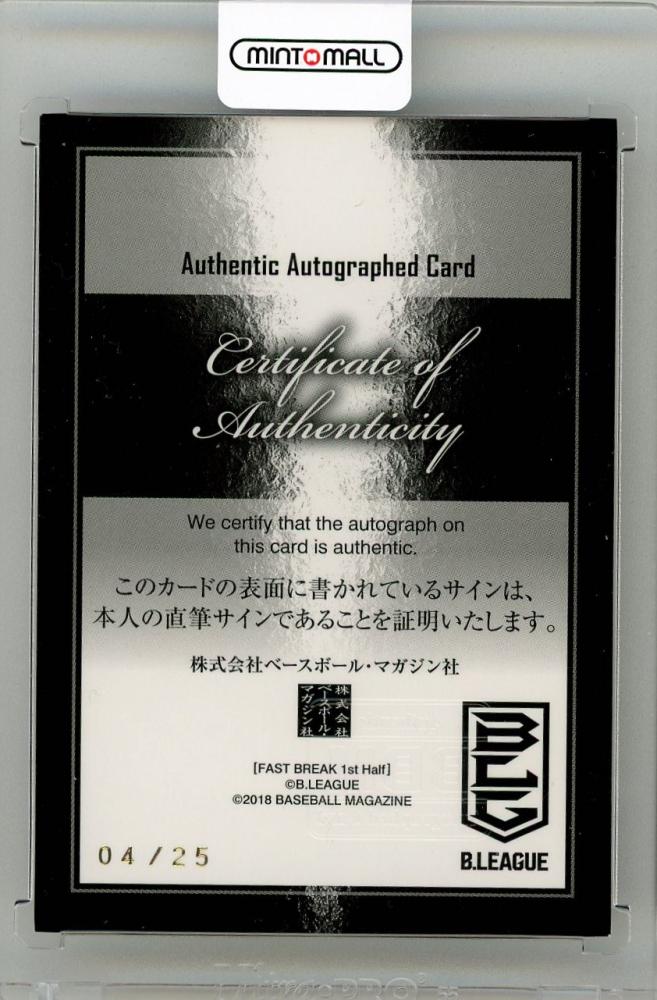 MINT MALL
Authentic Autographed Card
Certificate of
Authenticity
We certify that the autograph on
this card is authentic.
このカードの表面に書かれているサインは、
本人の直筆サインであることを証明いたします。
株式会社ベースボール・マガジン社
株式会社
ベースボール・
マガジン社
[FAST BREAK 1st Half]
©B.LEAGUE
©2018 BASEBALL MAGAZINE
BLG
B.LEAGUE
04/25